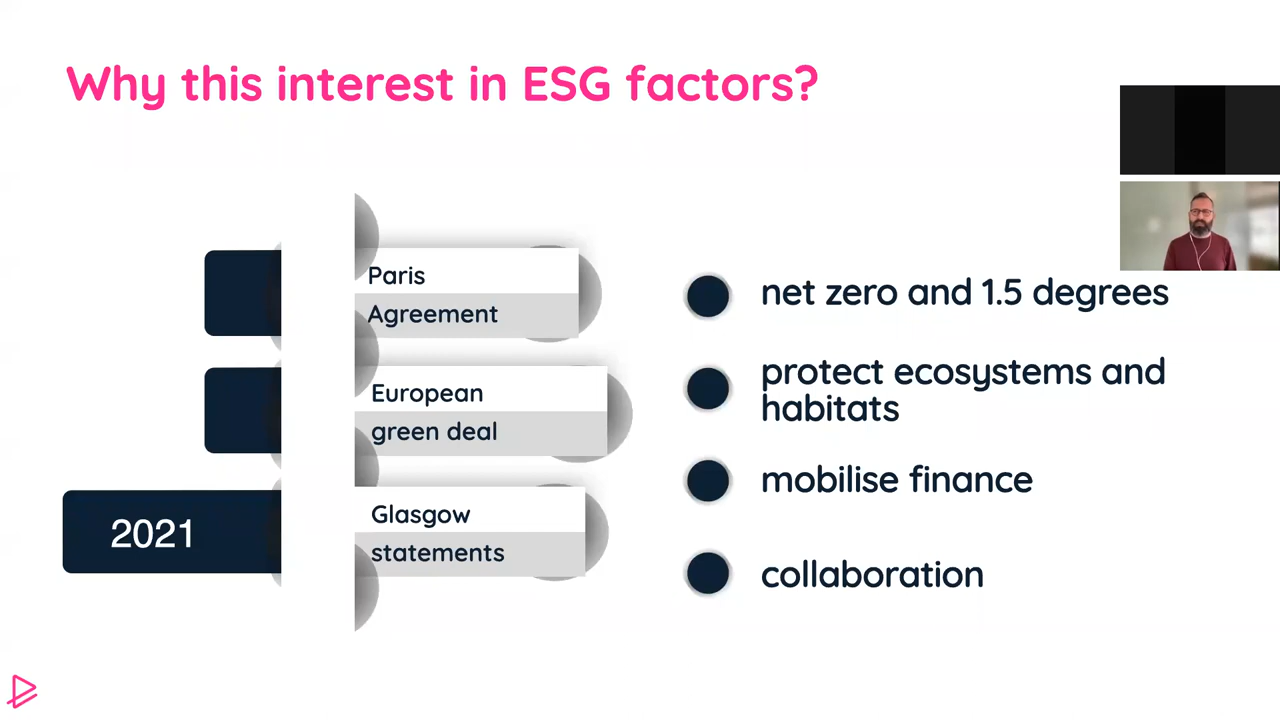 Why this interest in ESG factors?
Paris
Agreement
European
green deal
2021
Glasgow
statements
net zero and 1.5 degrees
protect ecosystems and
habitats
mobilise finance
collaboration